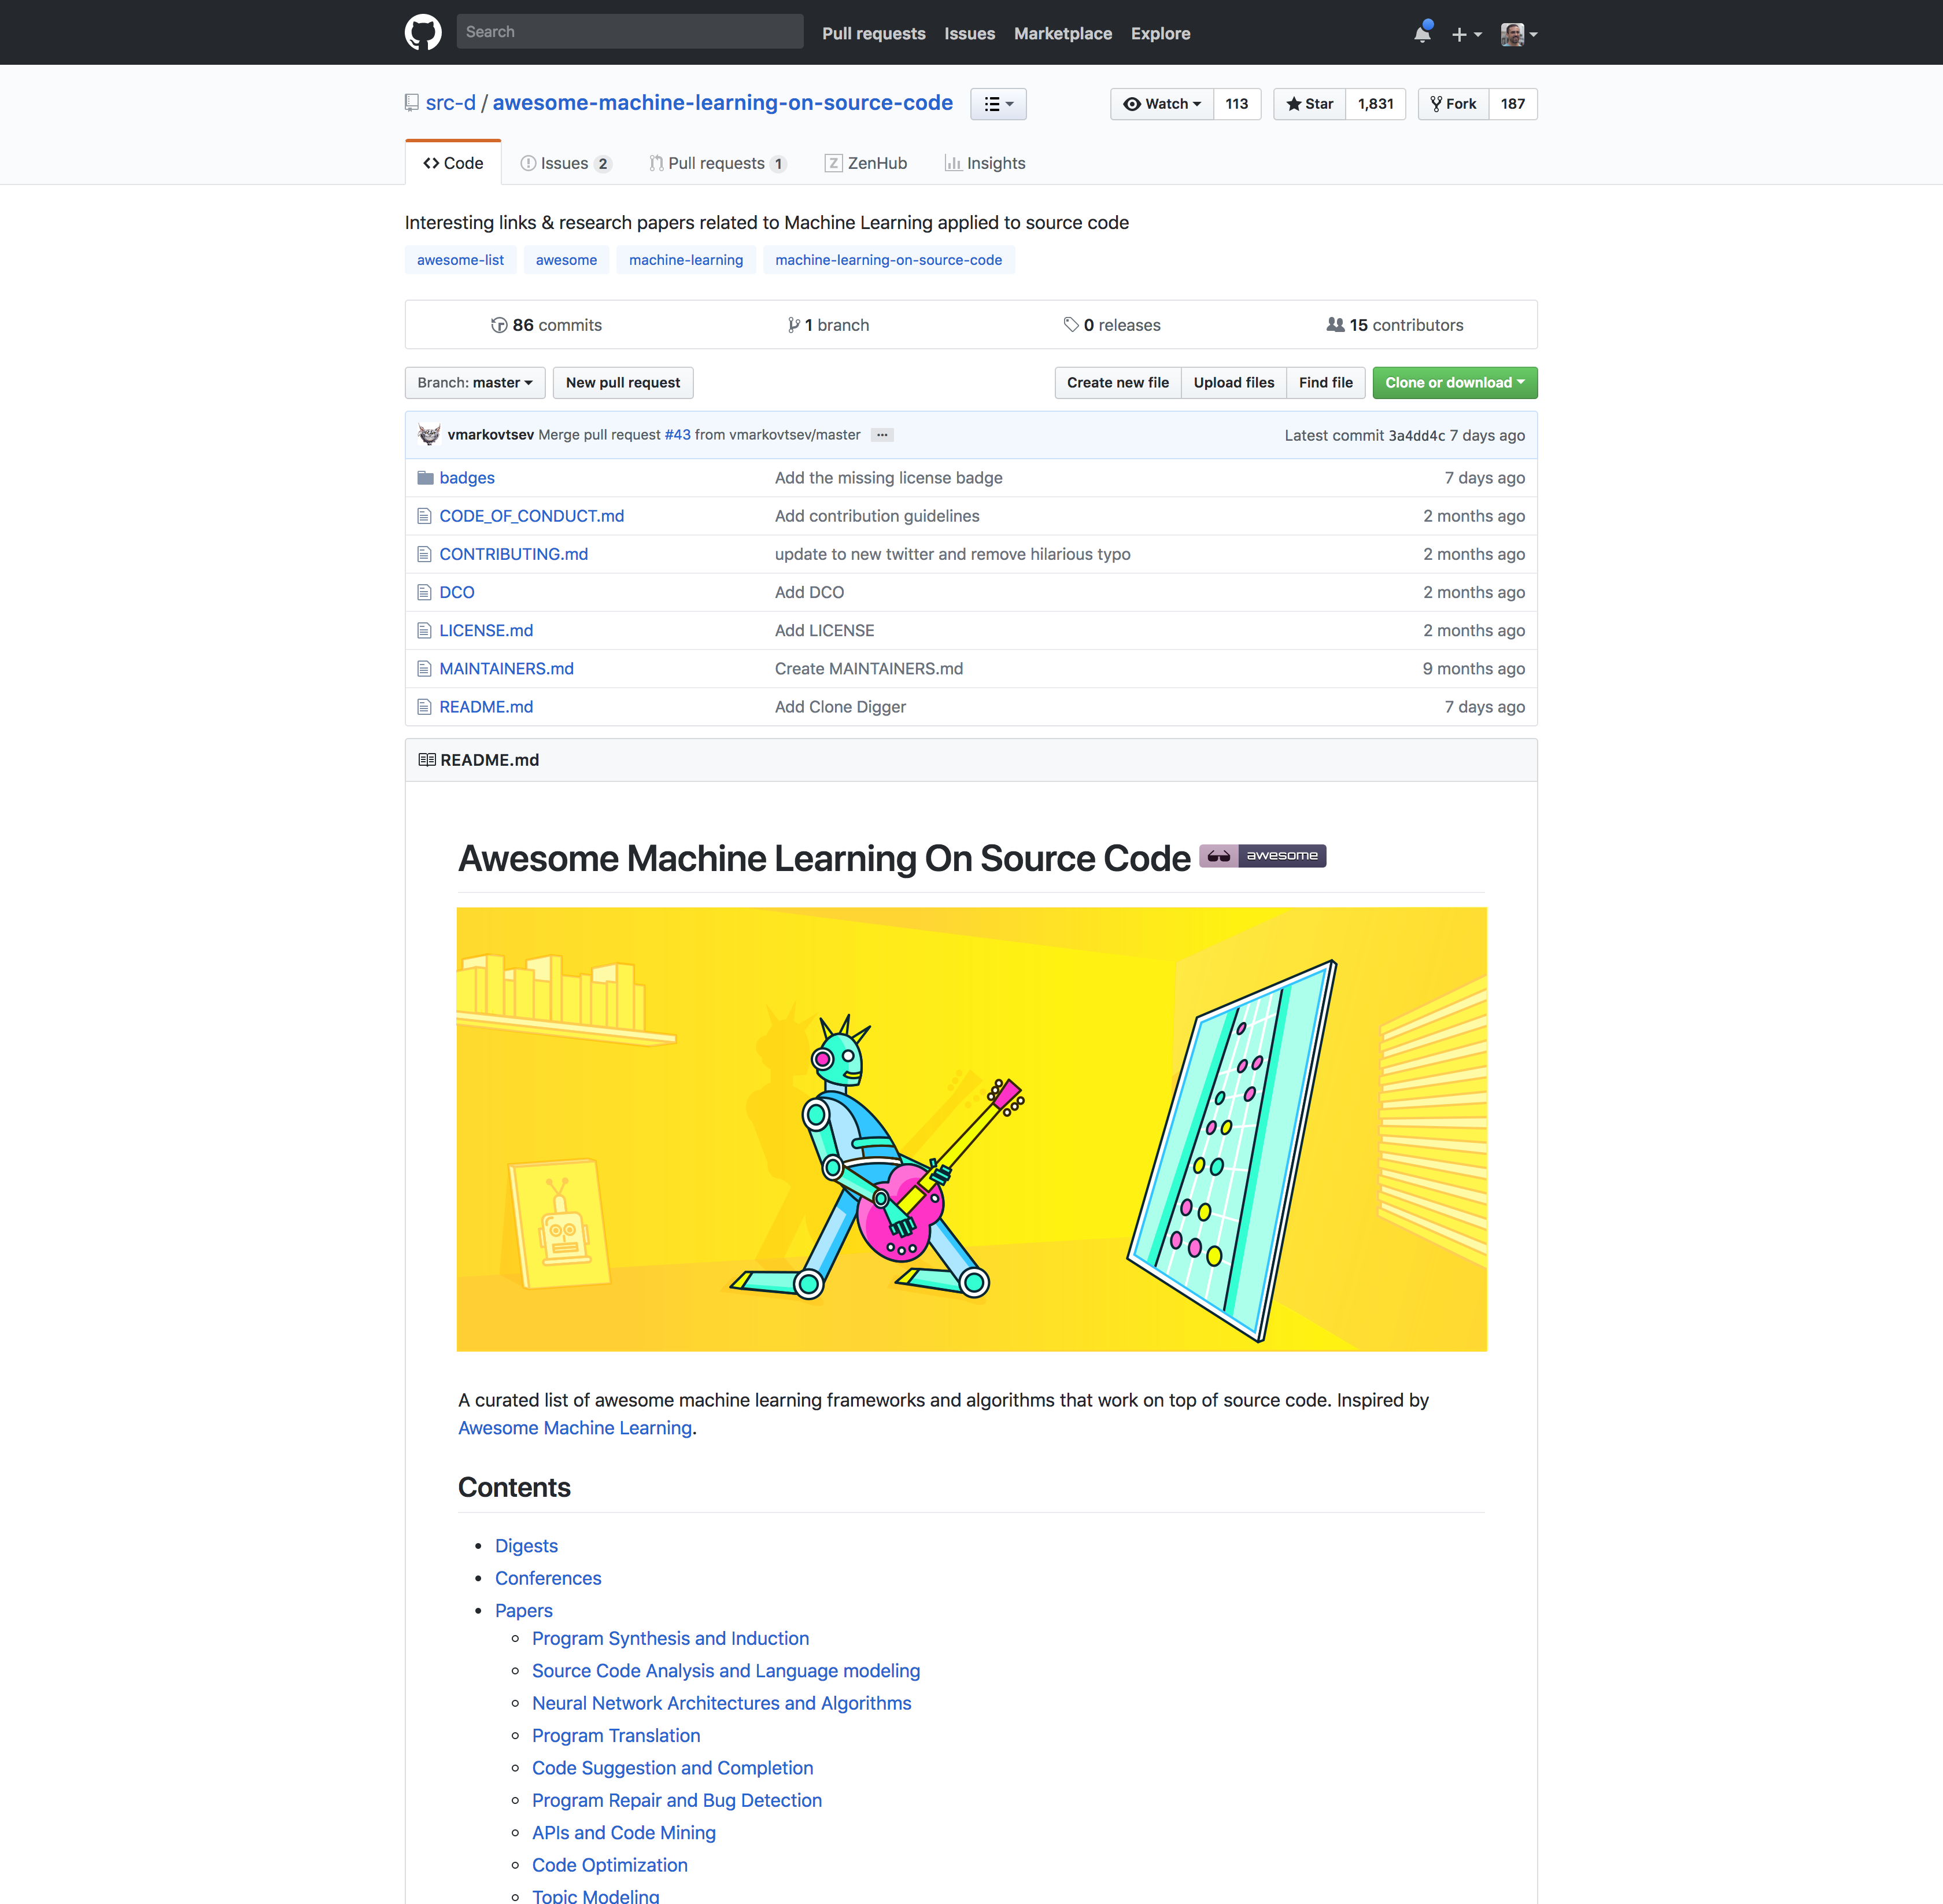 Search Pull requests Issues Marketplace Explore
src-d / awesome-machine-learning-on-source-code Watch 113 Star 1,831 Fork 187
Code Issues 2 Pull requests 1 Z ZenHub Insights
Interesting links & research papers related to Machine Learning applied to source code
awesome-list awesome machine-learning machine-learning-on-source-code
86 commits 1 branch 0 releases 15 contributors
Branch: master New pull request Create new file Upload files Find file Clone or download
vmarkovtsev Merge pull request #43 from vmarkovtsev/master ... Latest commit 3a4dd4c 7 days ago
badges Add the missing license badge 7 days ago
CODE_OF_CONDUCT.md Add contribution guidelines 2 months ago
CONTRIBUTING.md update to new twitter and remove hilarious typo 2 months ago
DCO Add DCO 2 months ago
LICENSE.md Add LICENSE 2 months ago
MAINTAINERS.md Create MAINTAINERS.md 9 months ago
README.md Add Clone Digger 7 days ago
README.md
Awesome Machine Learning On Source Code awesome
A curated list of awesome machine learning frameworks and algorithms that work on top of source code. Inspired by
Awesome Machine Learning.
Contents
• Digests
• Conferences
• Papers
◦ Program Synthesis and Induction
◦ Source Code Analysis and Language modeling
◦ Neural Network Architectures and Algorithms
◦ Program Translation
◦ Code Suggestion and Completion
◦ Program Repair and Bug Detection
◦ APIs and Code Mining
◦ Code Optimization
◦ Topic Modeling